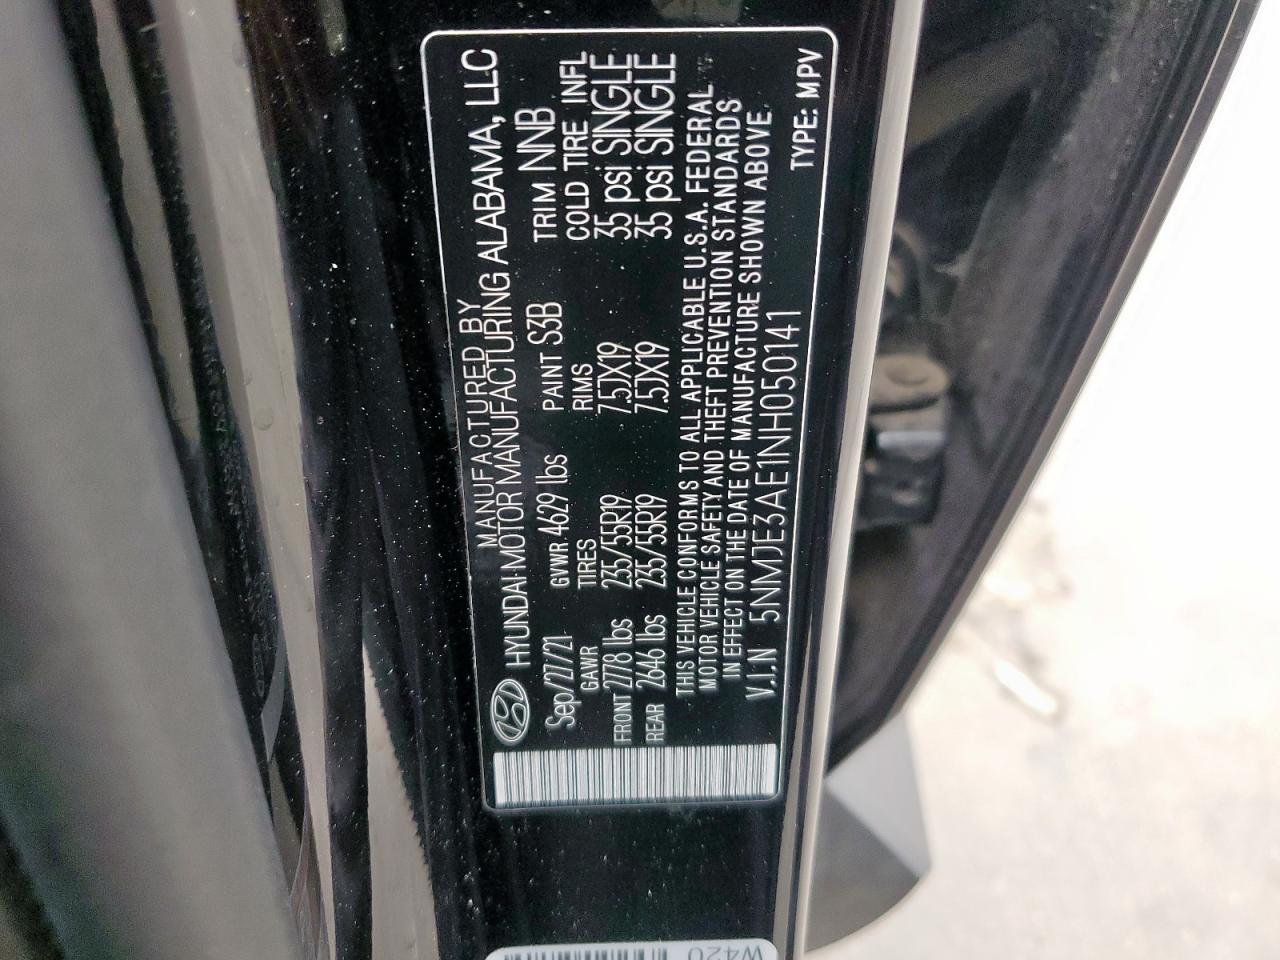 MANUFACTURED BY
HYUNDAI MOTOR MANUFACTURING ALABAMA, LLC
Sep/27/21 GVWR 4629 lbs PAINT S3B TRIM NNB
GAWR TIRES RIMS COLD TIRE INFL
FRONT 2778 lbs 235/55R19 7.5JX19 35 psi SINGLE
REAR 2646 lbs 235/55R19 7.5JX19 35 psi SINGLE
THIS VEHICLE CONFORMS TO ALL APPLICABLE U.S.A. FEDERAL
MOTOR VEHICLE SAFETY AND THEFT PREVENTION STANDARDS
IN EFFECT ON THE DATE OF MANUFACTURE SHOWN ABOVE.
V.I.N 5NMJE3AE1NH050141
TYPE: MPV
W420